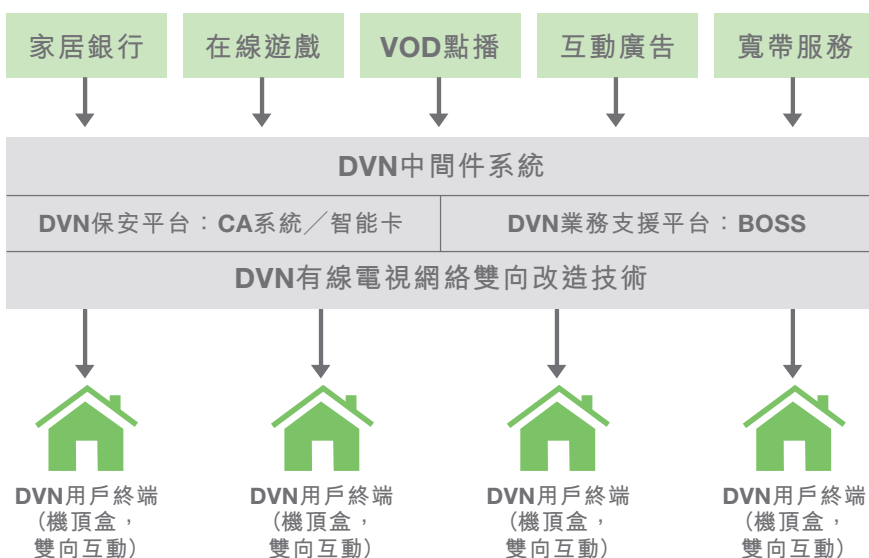 家居銀行 在線遊戲 VOD點播 互動廣告 寬帶服務
DVN中間件系統
DVN保安平台：CA系統／智能卡 DVN業務支援平台：BOSS
DVN有線電視網絡雙向改造技術
DVN用戶終端 DVN用戶終端 DVN用戶終端 DVN用戶終端
(機頂盒， (機頂盒， (機頂盒， (機頂盒，
雙向互動) 雙向互動) 雙向互動) 雙向互動)